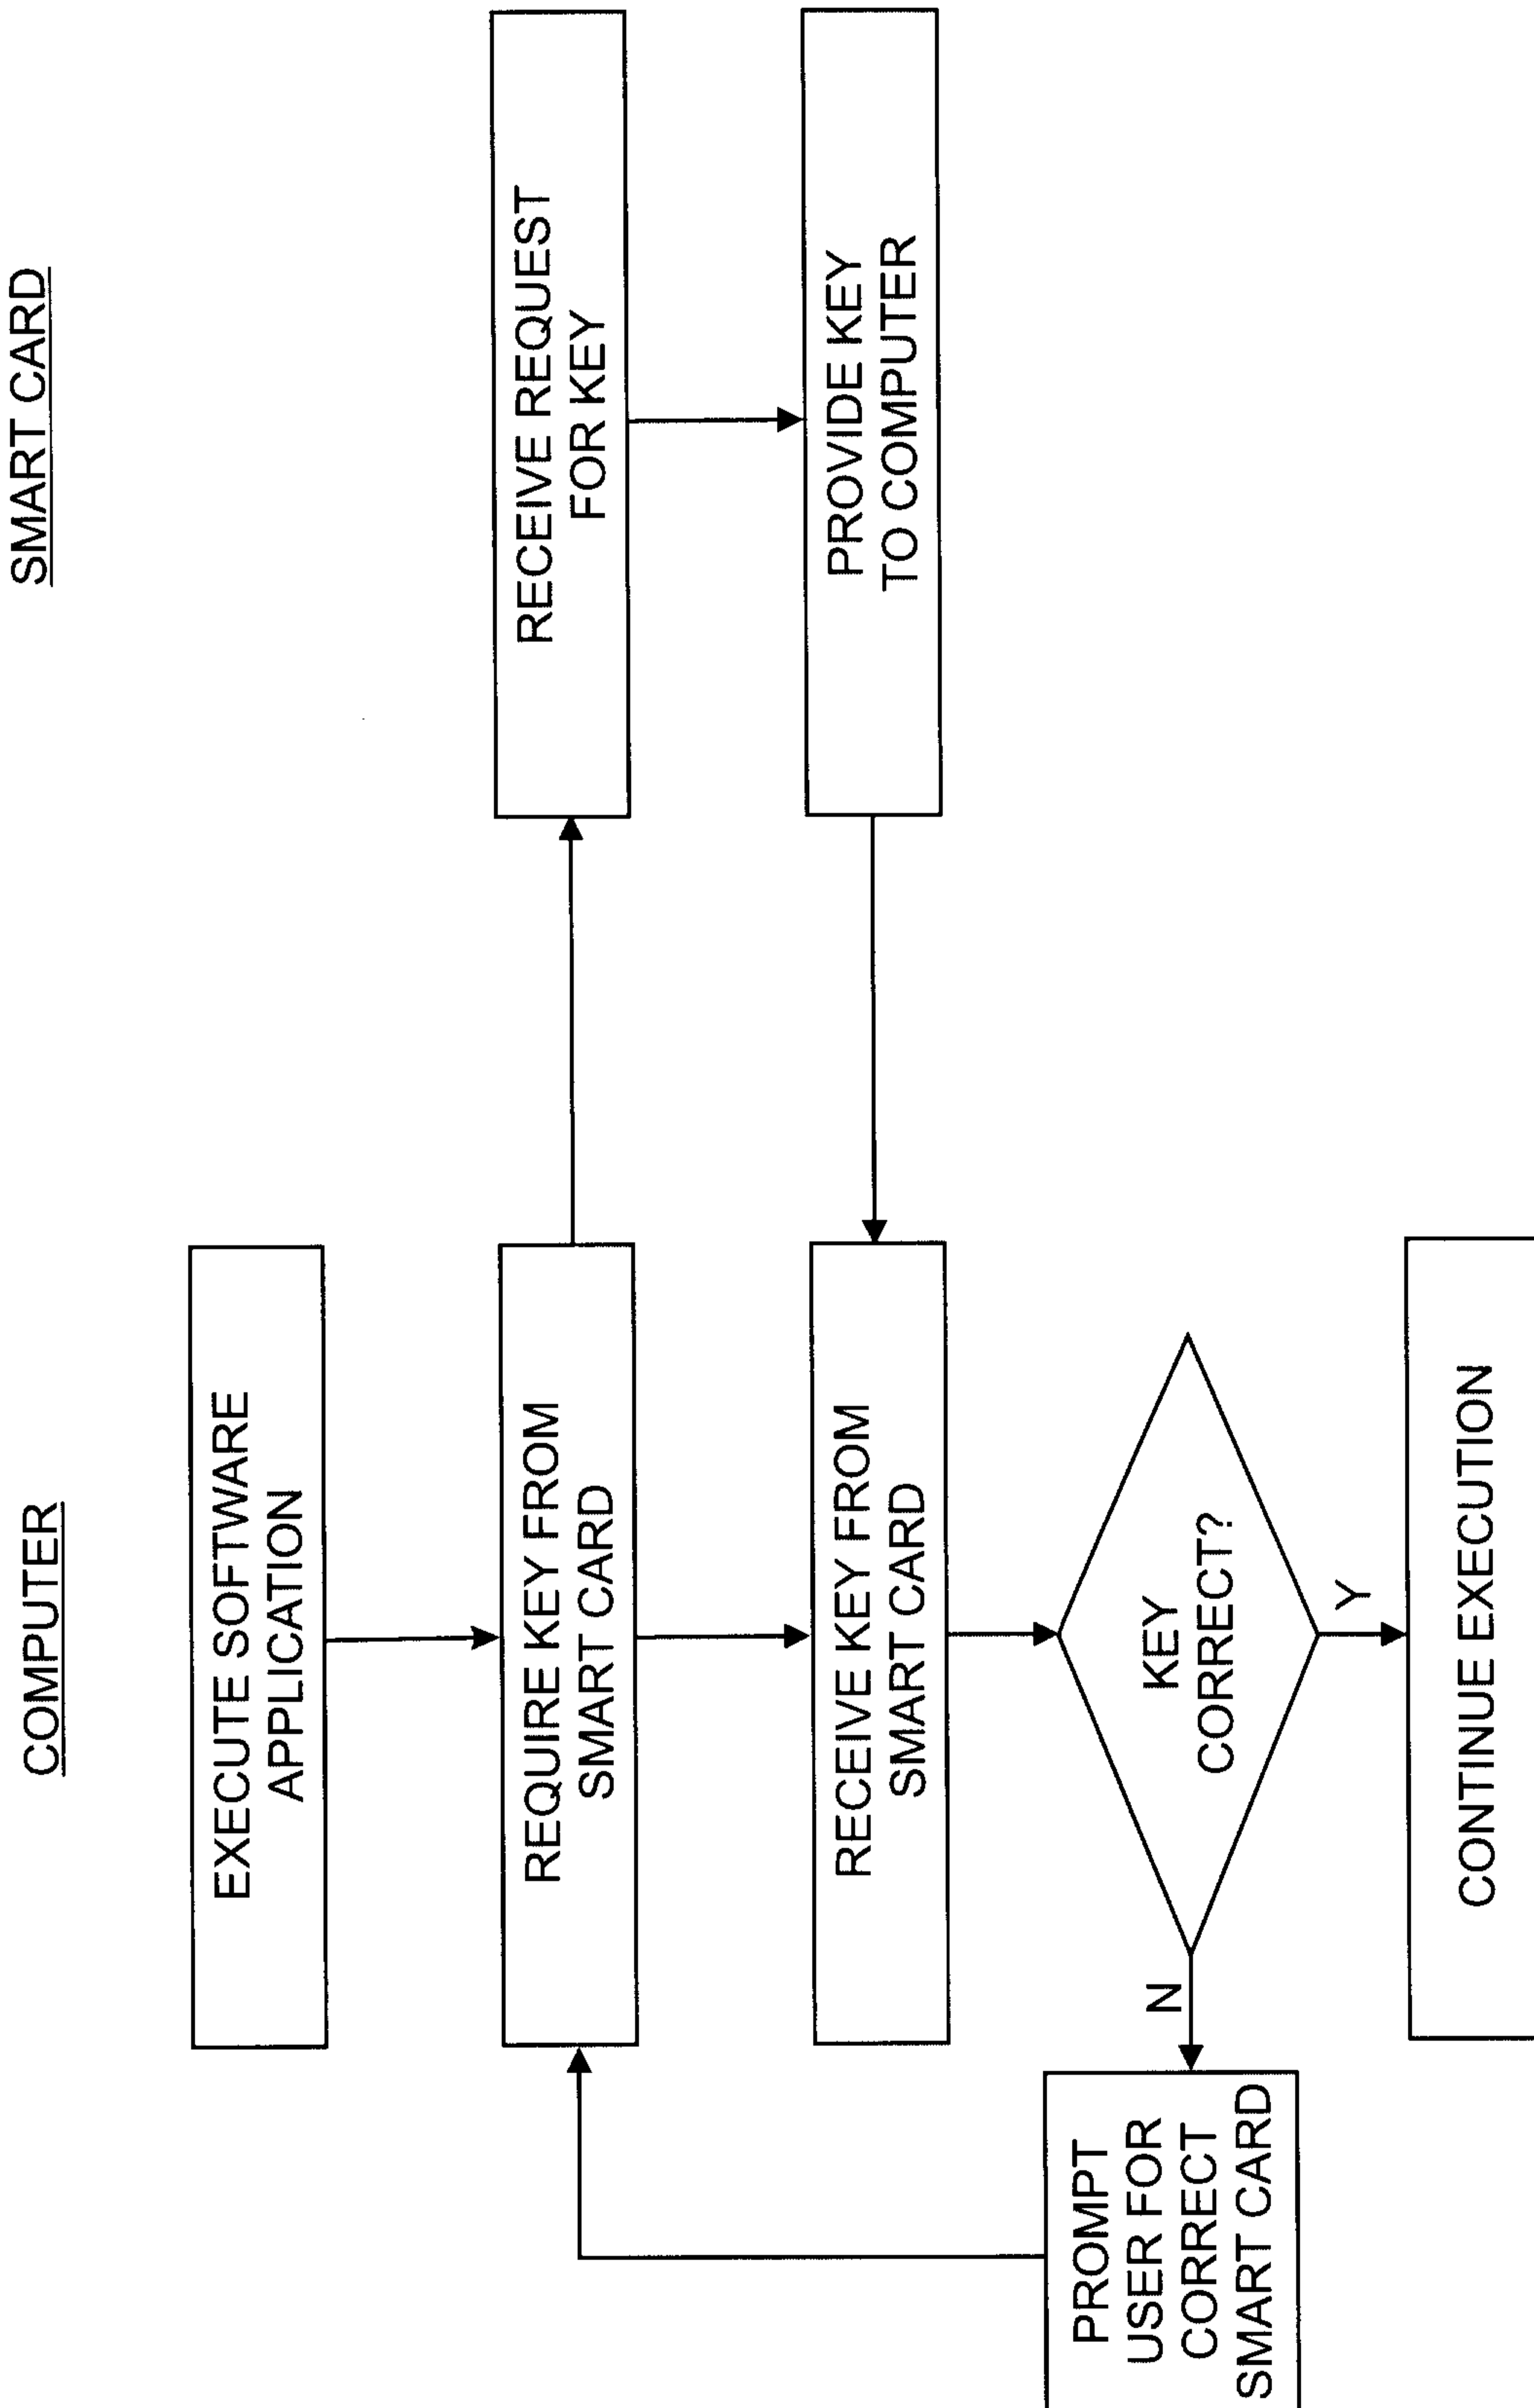 COMPUTER
SMART CARD
EXECUTE SOFTWARE
APPLICATION
REQUIRE KEY FROM
SMART CARD
RECEIVE REQUEST
FOR KEY
RECEIVE KEY FROM
SMART CARD
PROVIDE KEY
TO COMPUTER
KEY
CORRECT?
N
Y
PROMPT
USER FOR
CORRECT
SMART CARD
CONTINUE EXECUTION